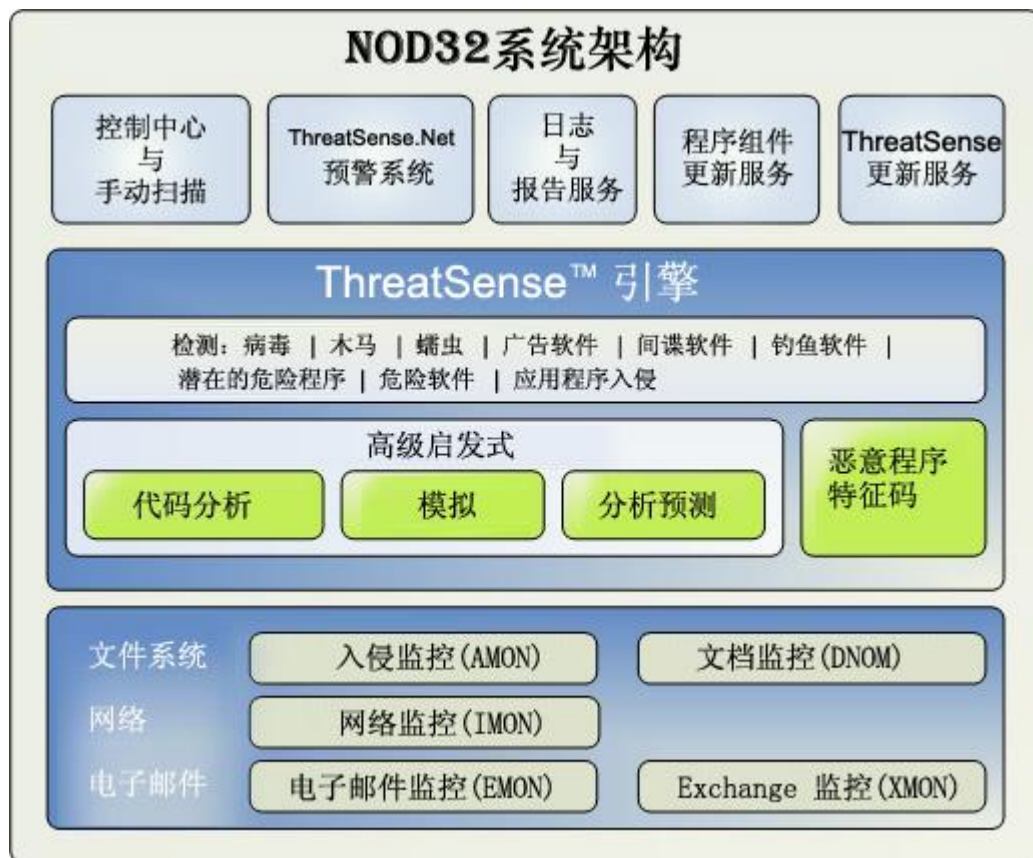 NOD32系统架构
控制中心
与
手动扫描
ThreatSense.Net
预警系统
日志
与
报告服务
程序组件
更新服务
ThreatSense
更新服务
ThreatSense™ 引擎
检测: 病毒 | 木马 | 蠕虫 | 广告软件 | 间谍软件 | 钓鱼软件 |
潜在的危险程序 | 危险软件 | 应用程序入侵
高级启发式
代码分析
模拟
分析预测
恶意程序
特征码
文件系统
入侵监控(AMON)
文档监控(DNOM)
网络
网络监控(IMON)
电子邮件
电子邮件监控(EMON)
Exchange 监控(XMON)